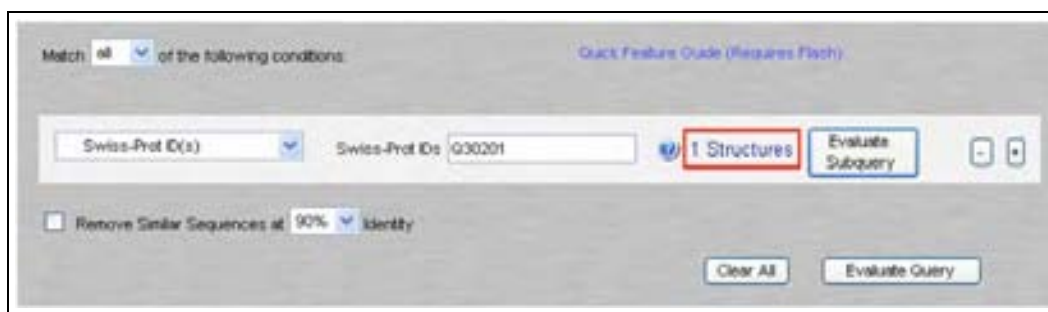 Match all of the following conditions: Quick Feature Guide (Requires Flash)
Swiss-Prot ID(s) Swiss-Prot IDs Q30201 1 Structures Evaluate Subquery - +
Remove Similar Sequences at 90% Identity
Clear All Evaluate Query